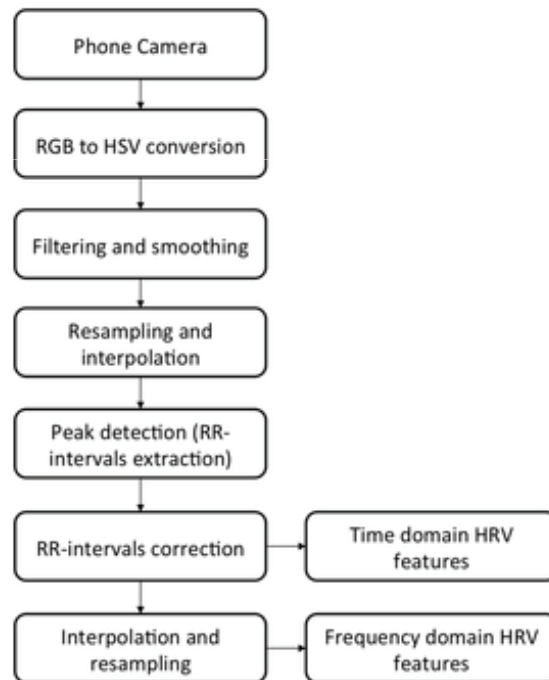 Phone Camera
RGB to HSV conversion
Filtering and smoothing
Resampling and
interpolation
Peak detection (RR-
intervals extraction)
RR-intervals correction
Time domain HRV
features
Interpolation and
resampling
Frequency domain HRV
features